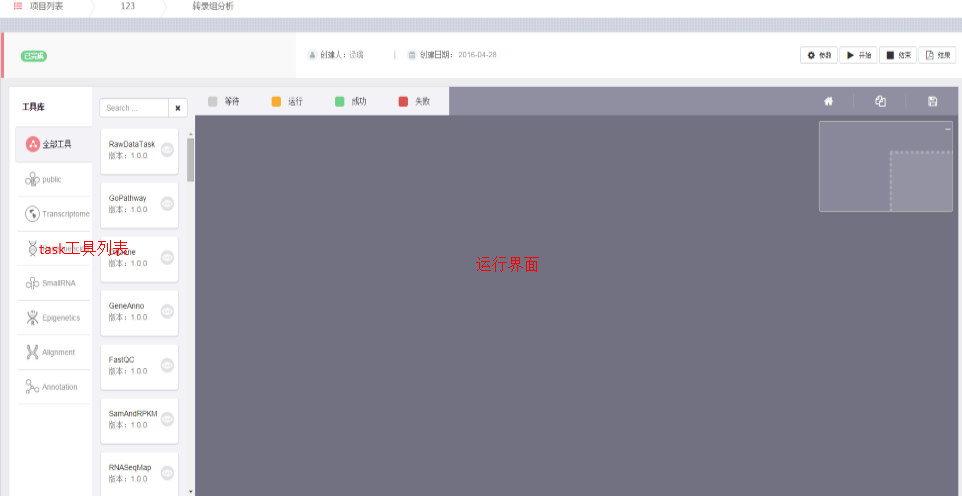 项目列表 123 转录组分析
已完成
创建人： | 创建日期： 2016-04-28
参数 开始 结束 结果
工具库
Search ...
等待 运行 成功 失败
全部工具
public
Transcriptome
SmallRNA
Epigenetics
Alignment
Annotation
RawDataTask
版本：1.0.0
GoPathway
版本：1.0.0
版本：1.0.0
GeneAnno
版本：1.0.0
FastQC
版本：1.0.0
SamAndRPKM
版本：1.0.0
RNASeqMap
版本：1.0.0
task工具列表
运行界面